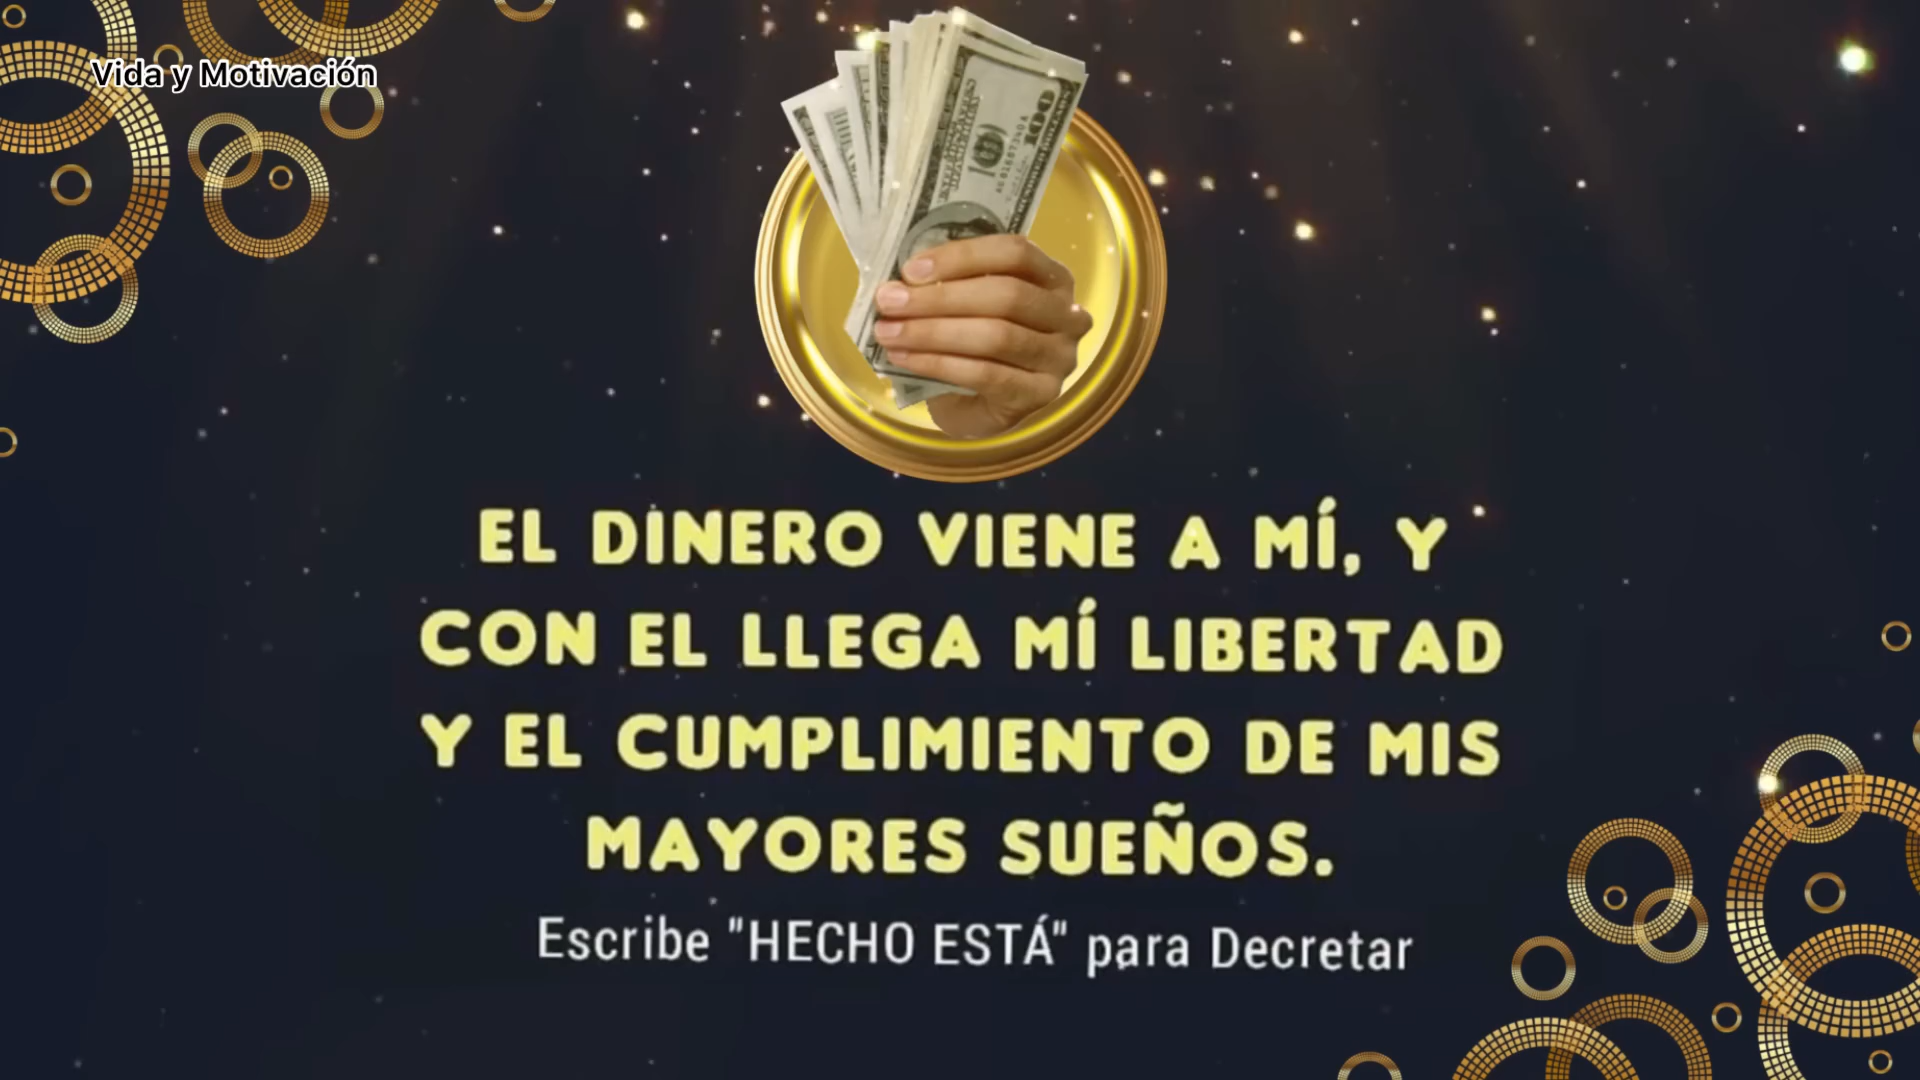 Vida y Motivación
EL DINERO VIENE A MÍ, Y
CON EL LLEGA MÍ LIBERTAD
Y EL CUMPLIMIENTO DE MIS
MAYORES SUEÑOS.
Escribe "HECHO ESTÁ" para Decretar
100